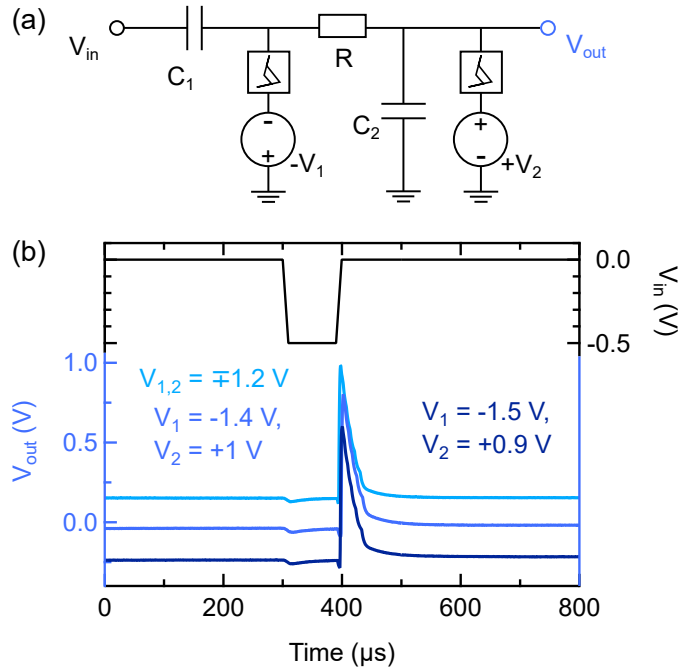 (a)
V_in
C_1
R
C_2
V_out
-
+
-V_1
+
-
+V_2
(b)
0.0
-0.5
V_in (V)
1.0
0.5
0.0
V_out (V)
V_1,2 = ∓1.2 V
V_1 = -1.4 V,
V_2 = +1 V
V_1 = -1.5 V,
V_2 = +0.9 V
0 200 400 600 800
Time (µs)